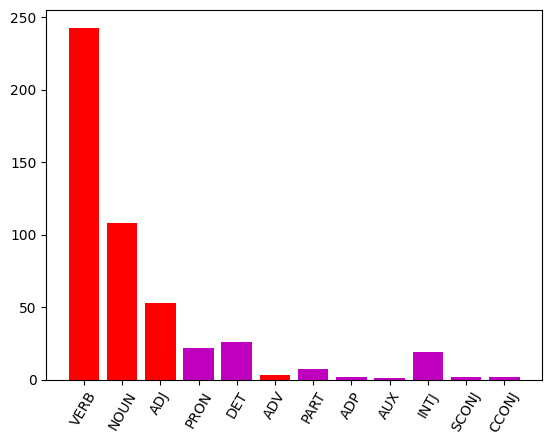 250
200
150
100
50
0
VERB
NOUN
ADJ
PRON
DET
ADV
PART
ADP
AUX
INTJ
SCONJ
CCONJ